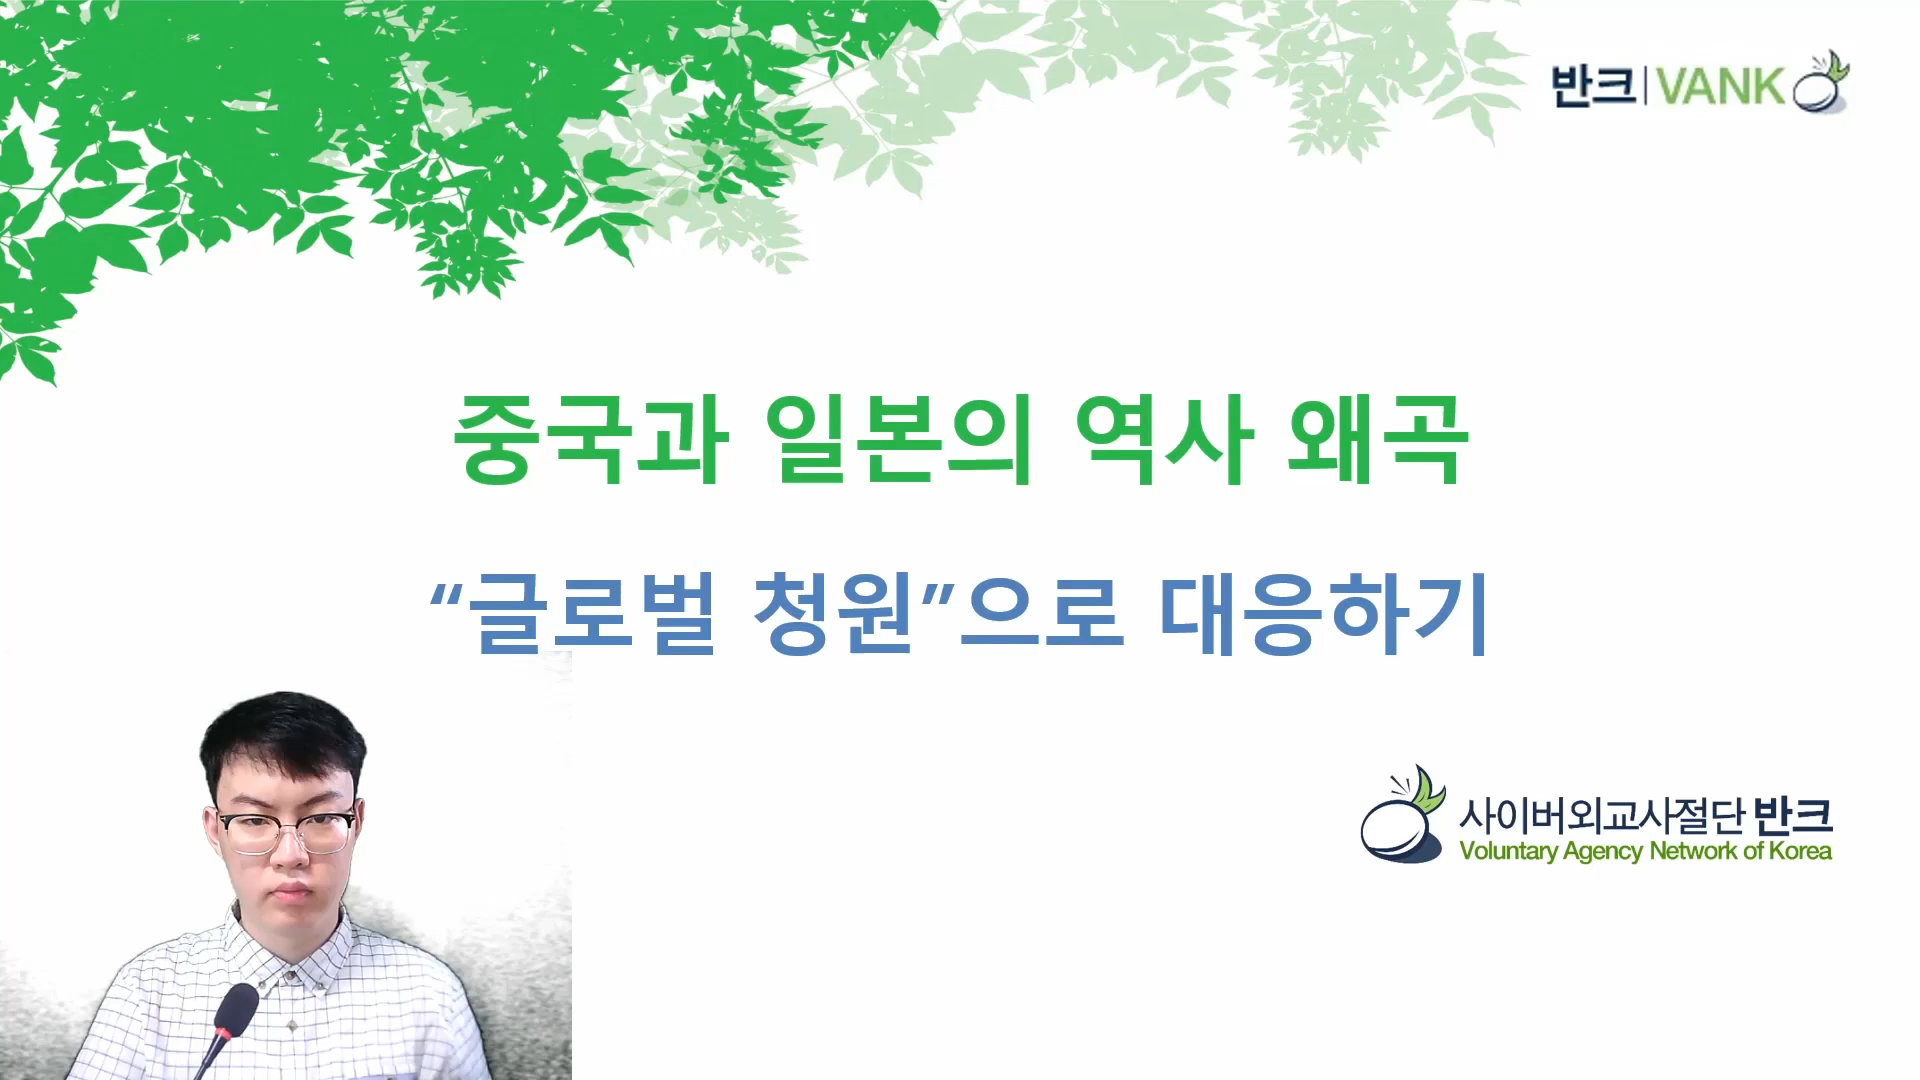 반크 | VANK
중국과 일본의 역사 왜곡
“글로벌 청원”으로 대응하기
사이버외교사절단 반크
Voluntary Agency Network of Korea